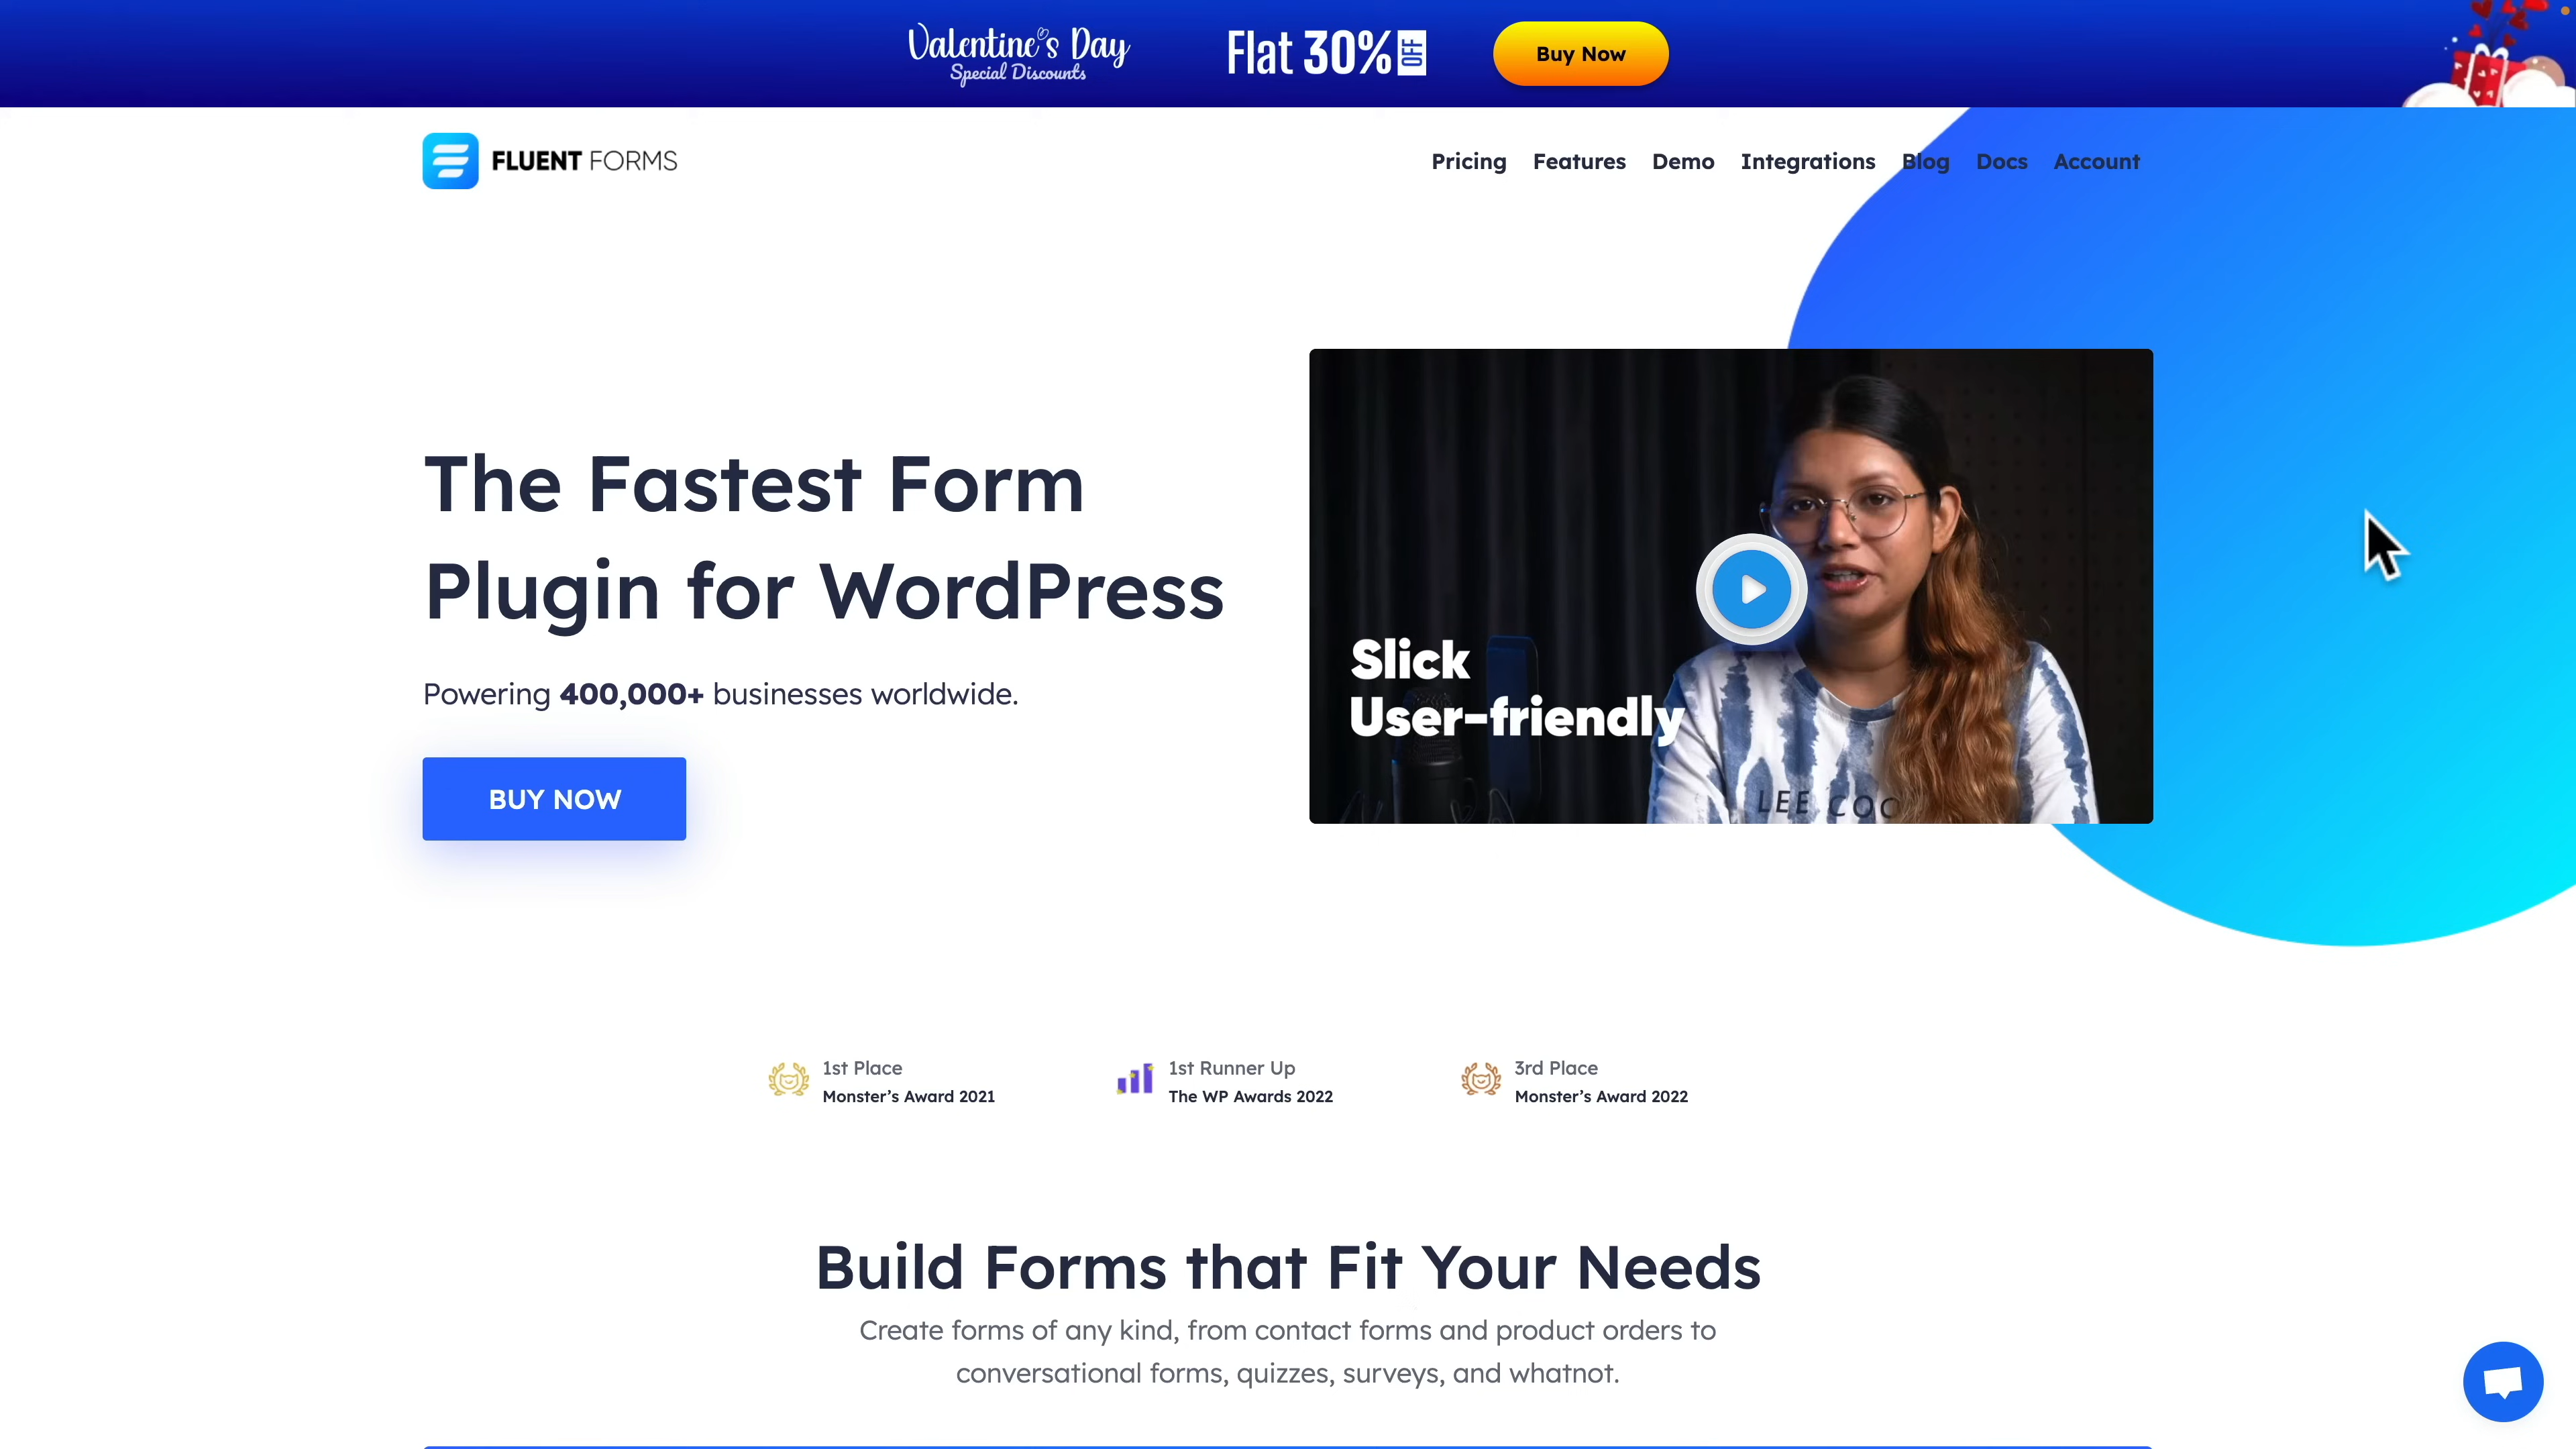 Valentine's Day
Special Discounts
Flat 30% OFF
Buy Now
FLUENT FORMS
Pricing Features Demo Integrations Blog Docs Account
The Fastest Form
Plugin for WordPress
Powering 400,000+ businesses worldwide.
BUY NOW
Slick
User-friendly
LEE COO
1st Place
Monster's Award 2021
1st Runner Up
The WP Awards 2022
3rd Place
Monster's Award 2022
Build Forms that Fit Your Needs
Create forms of any kind, from contact forms and product orders to
conversational forms, quizzes, surveys, and whatnot.